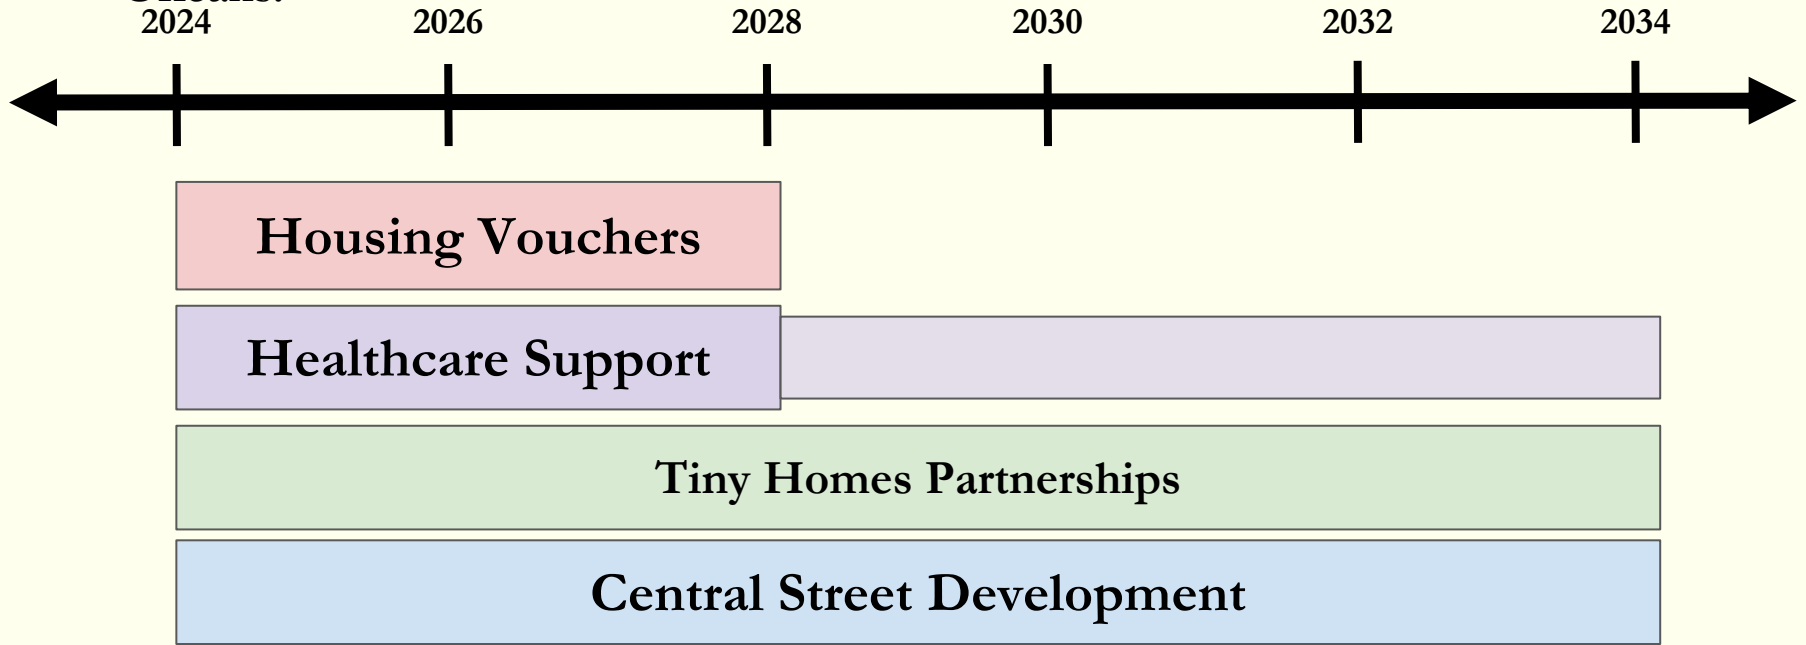 2024 2026 2028 2030 2032 2034
Housing Vouchers
Healthcare Support
Tiny Homes Partnerships
Central Street Development